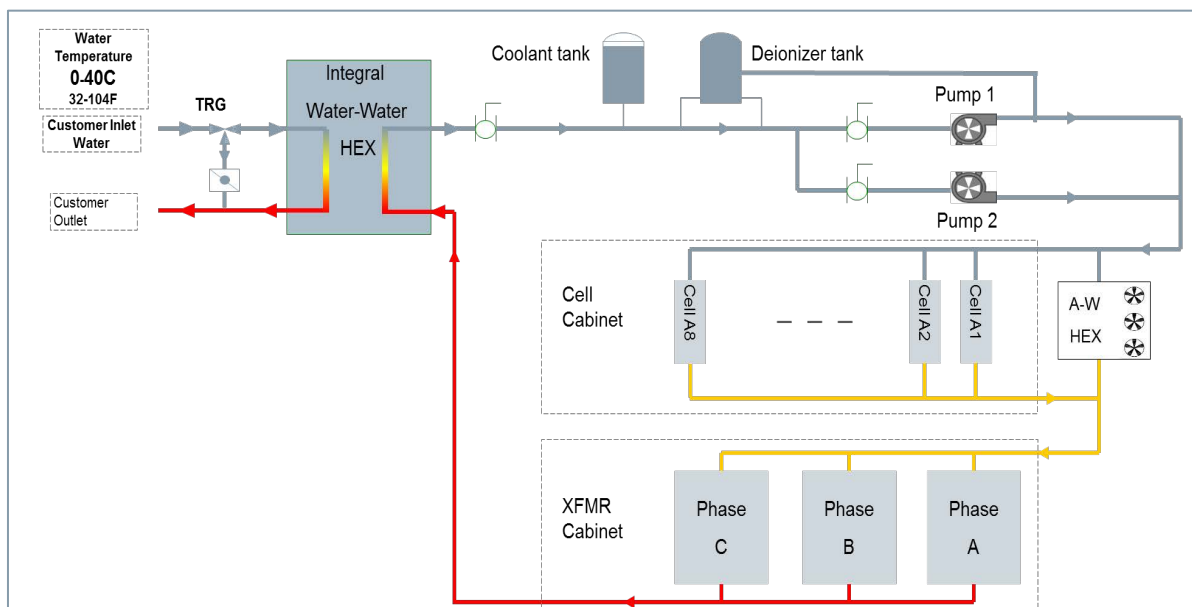 Water
Temperature
0-40C
32-104F
Customer Inlet
Water
Customer
Outlet
TRG
Integral
Water-Water
HEX
Coolant tank
Deionizer tank
Pump 1
Pump 2
Cell
Cabinet
Cell A8
Cell A2
Cell A1
A-W
HEX
XFMR
Cabinet
Phase
C
Phase
B
Phase
A